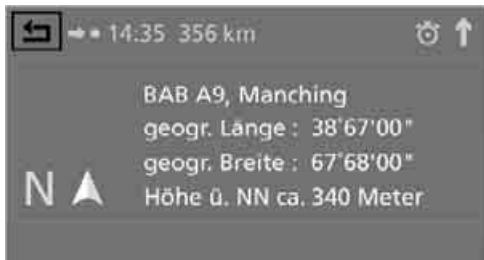 14:35 356 km
BAB A9, Manching
geogr. Länge : 38°67'00"
geogr. Breite : 67°68'00"
N
Höhe ü. NN ca. 340 Meter